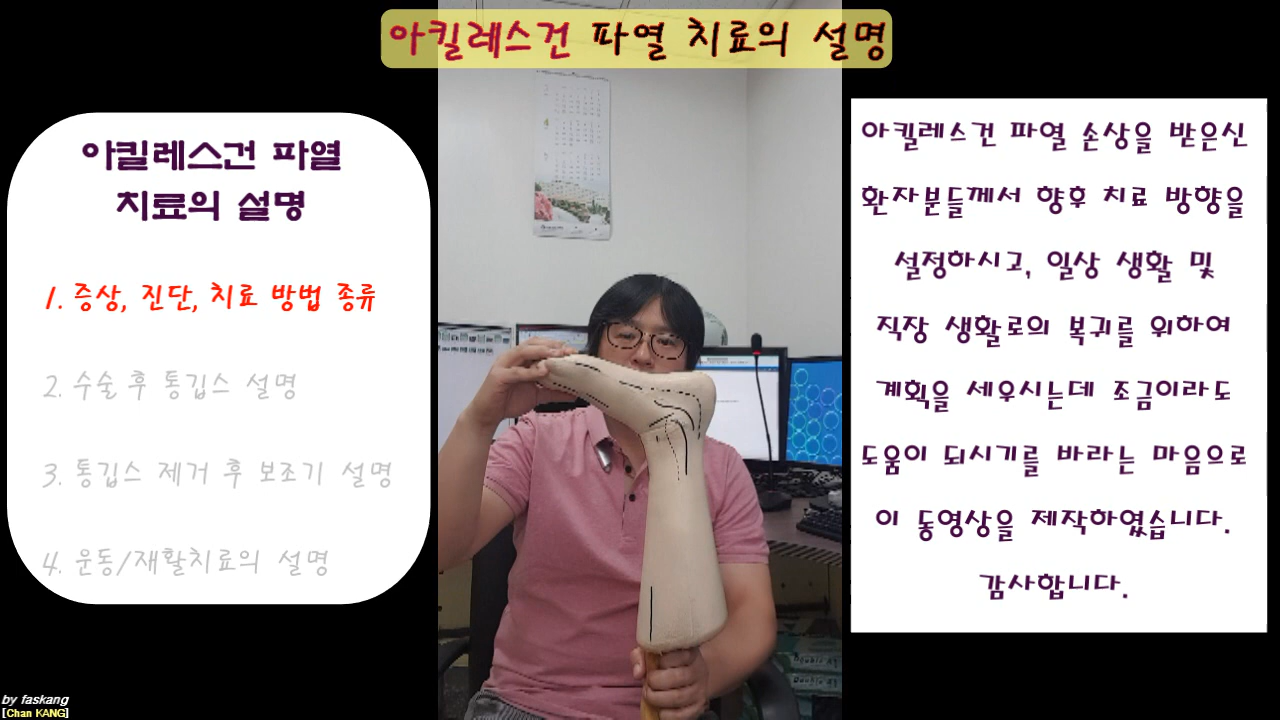 아킬레스건 파열 치료의 설명
아킬레스건 파열
치료의 설명
1. 증상, 진단, 치료 방법 종류
2. 수술 후 통깁스 설명
3. 통깁스 제거 후 보조기 설명
4. 운동/재활치료의 설명
아킬레스건 파열 손상을 받은신
환자분들께서 향후 치료 방향을
설정하시고, 일상 생활 및
직장 생활로의 복귀를 위하여
계획을 세우시는데 조금이라도
도움이 되시기를 바라는 마음으로
이 동영상을 제작하였습니다.
감사합니다.
by faskang
[Chan KANG]